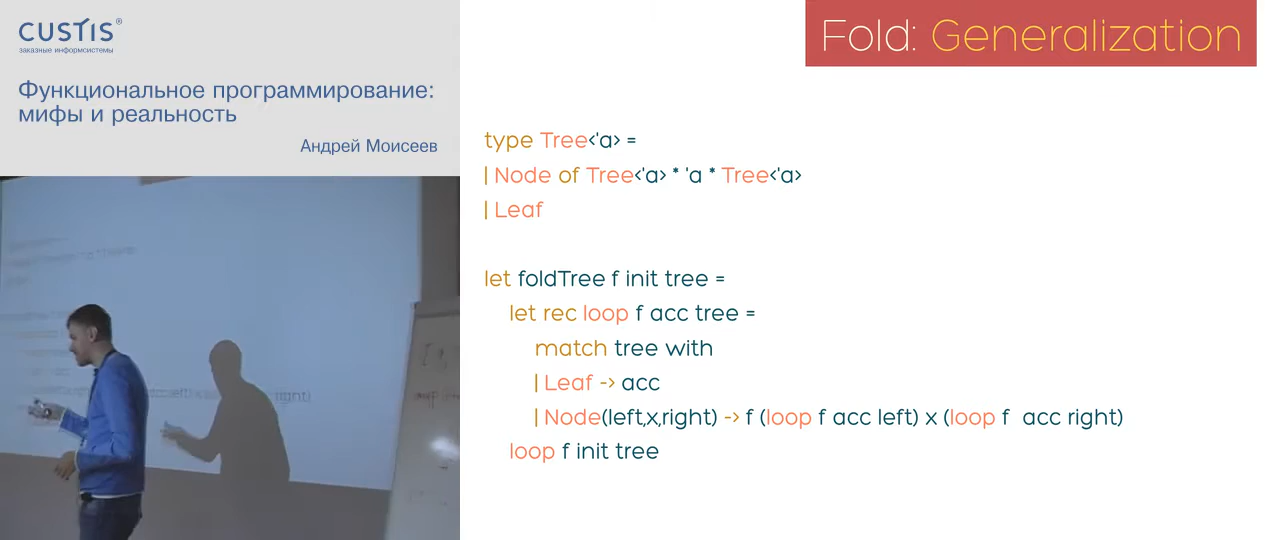 CUSTIS®
заказные информсистемы
Функциональное программирование:
мифы и реальность
Андрей Моисеев
Fold: Generalization
type Tree<'a> =
| Node of Tree<'a> * 'a * Tree<'a>
| Leaf
let foldTree f init tree =
let rec loop f acc tree =
match tree with
| Leaf -> acc
| Node(left,x,right) -> f (loop f acc left) x (loop f  acc right)
loop f init tree
right)